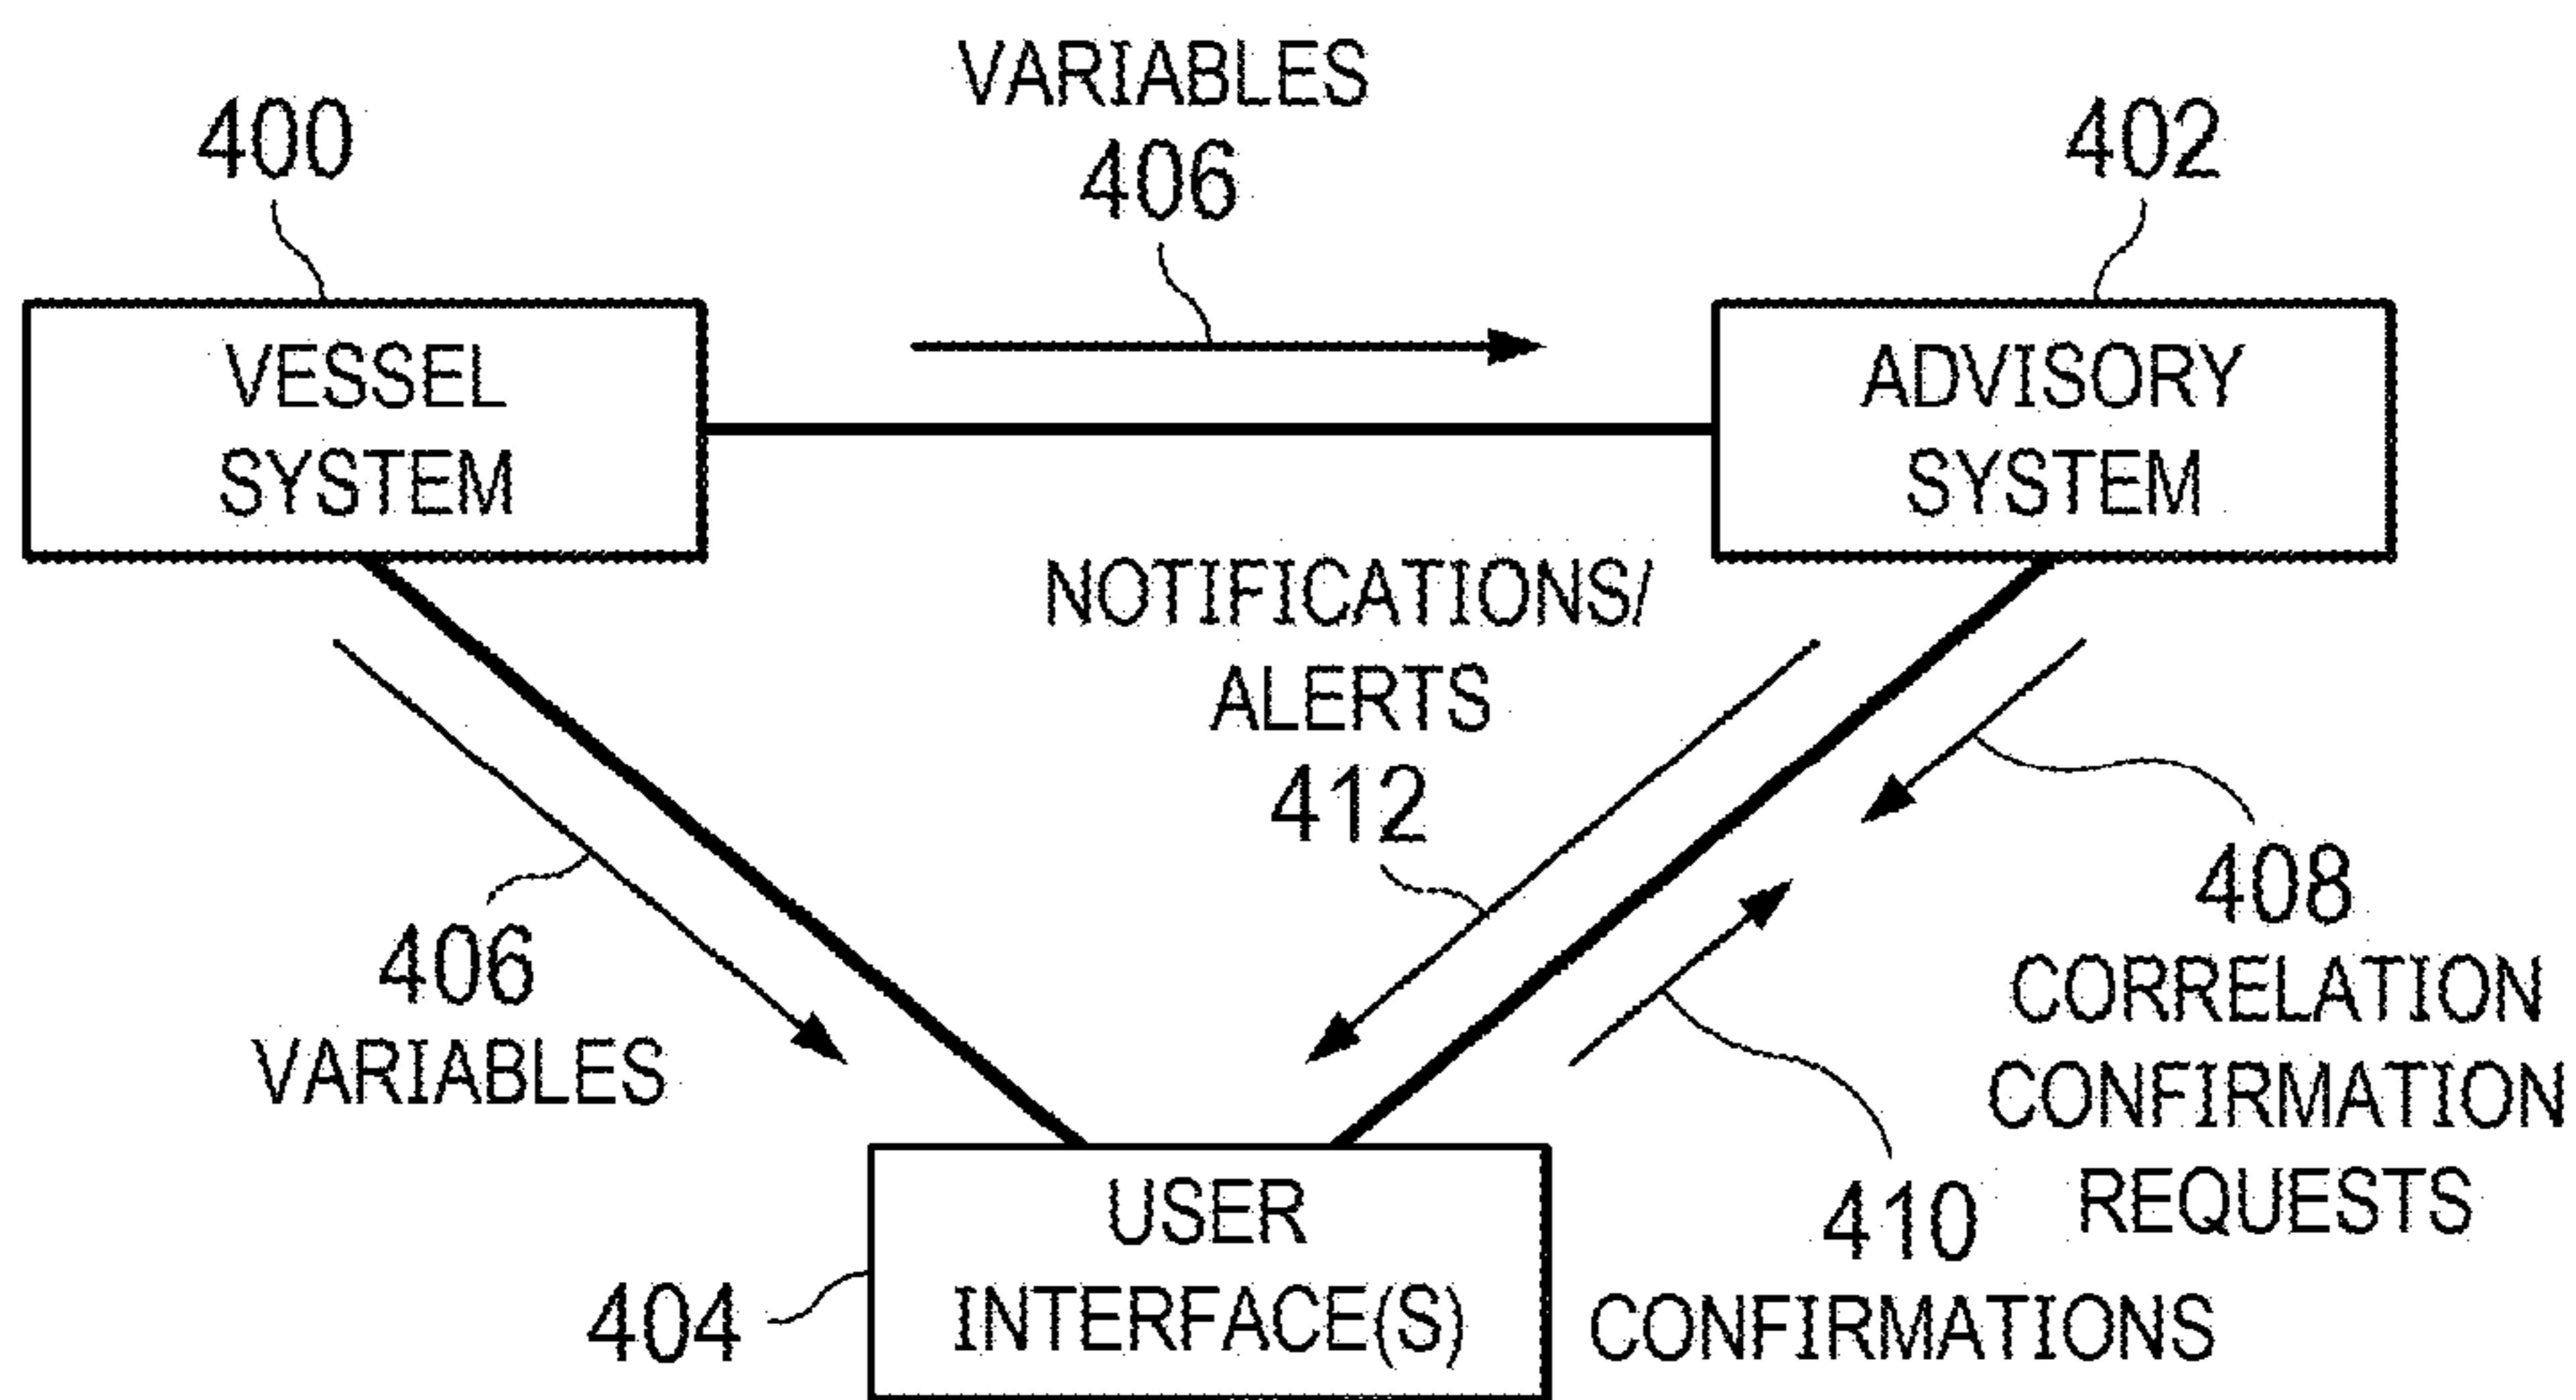 VARIABLES
406
400
402
VESSEL
SYSTEM
ADVISORY
SYSTEM
NOTIFICATIONS/
ALERTS
412
406
VARIABLES
408
CORRELATION
CONFIRMATION
REQUESTS
410
CONFIRMATIONS
USER
INTERFACE(S)
404